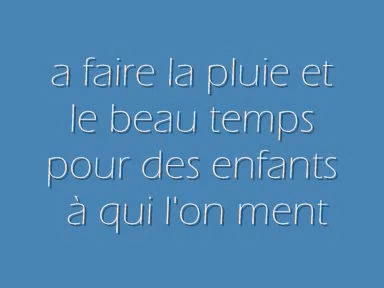 a faire la pluie et
le beau temps
pour des enfants
à qui l'on ment